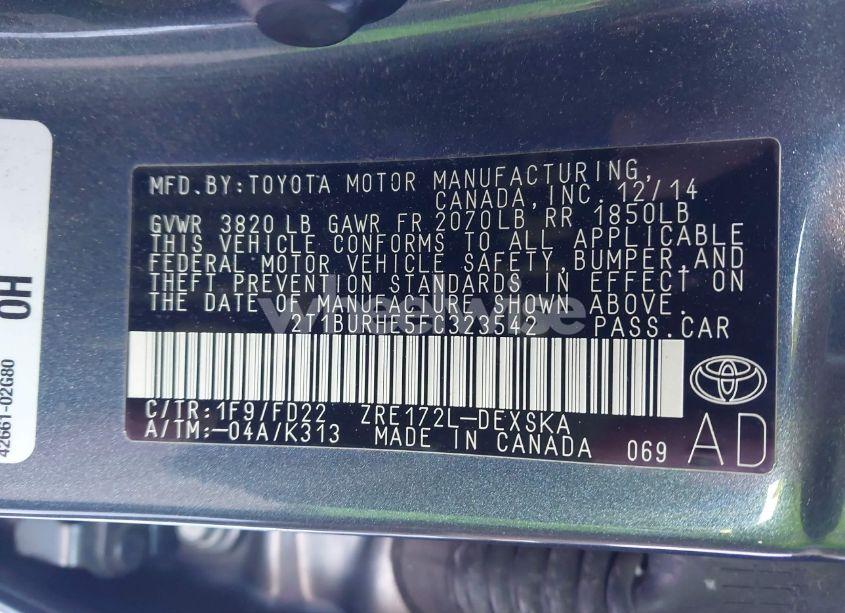 MFD.BY:TOYOTA MOTOR MANUFACTURING,
CANADA,INC. 12/14
GVWR 3820 LB GAWR FR 2070LB RR 1850LB
THIS VEHICLE CONFORMS TO ALL APPLICABLE
FEDERAL MOTOR VEHICLE SAFETY,BUMPER,AND
THEFT PREVENTION STANDARDS IN EFFECT ON
THE DATE OF MANUFACTURE SHOWN ABOVE.
2T1BURHE5FC323542 PASS.CAR
C/TR:1F9/FD22 ZRE172L-DEXSKA
A/TM:-04A/K313 MADE IN CANADA 069
AD
0H
42661-02G80